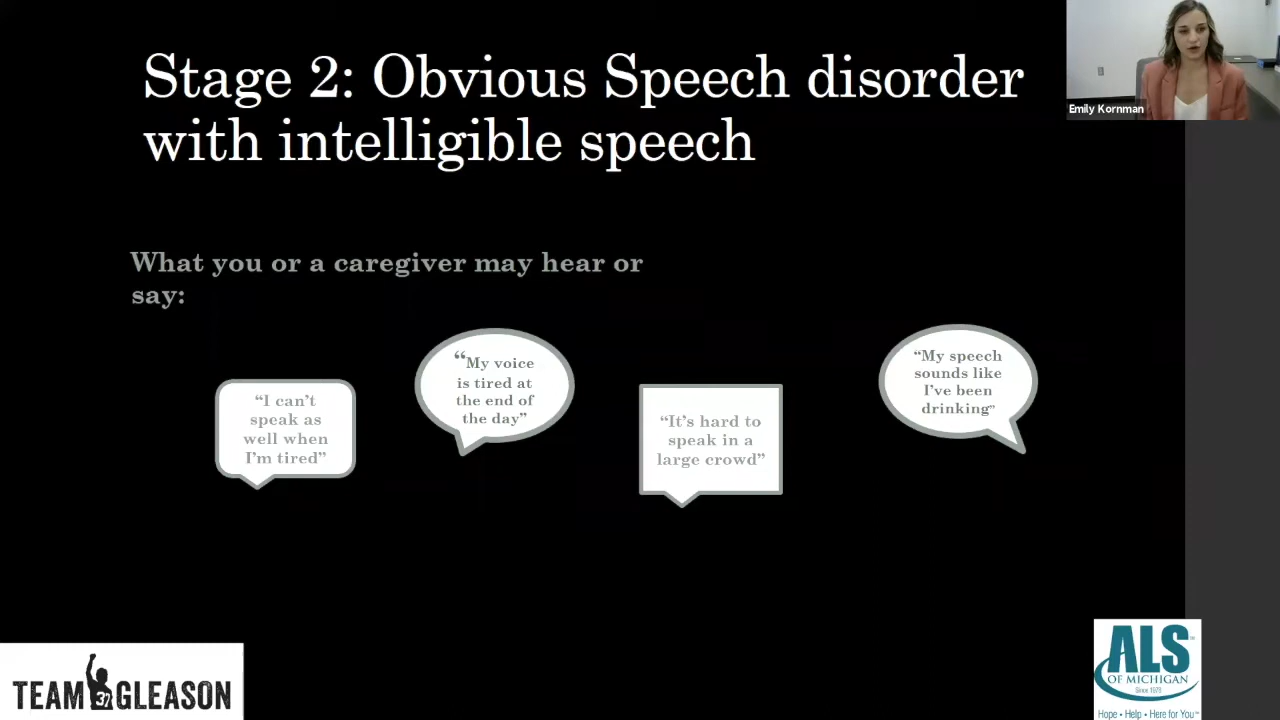 Stage 2: Obvious Speech disorder
with intelligible speech
Emily Kornman
What you or a caregiver may hear or
say:
“I can’t
speak as
well when
I’m tired”
“My voice
is tired at
the end of
the day”
“It’s hard to
speak in a
large crowd”
“My speech
sounds like
I’ve been
drinking”
TEAM GLEASON
37
ALS
OF MICHIGAN
Since 1979
Hope • Help • Here for You